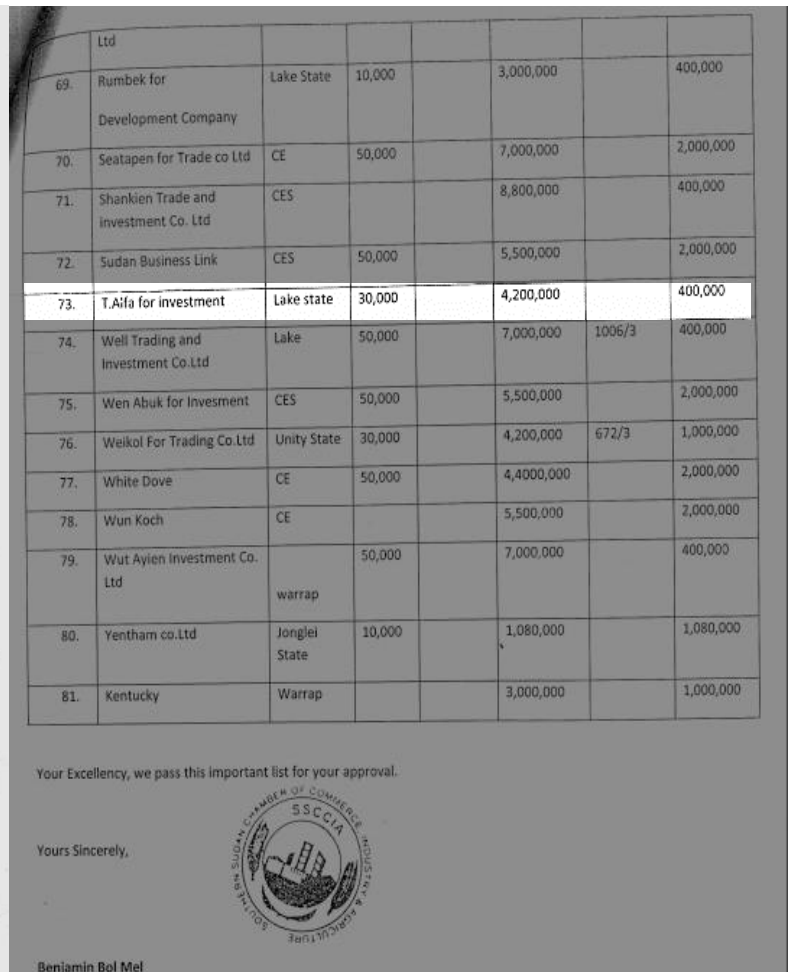 Ltd
69. Rumbek for Lake State 10,000 3,000,000 400,000
Development Company
70. Seatapen for Trade co Ltd CE 50,000 7,000,000 2,000,000
71. Shankien Trade and CES 8,800,000 400,000
investment Co. Ltd
72. Sudan Business Link CES 50,000 5,500,000 2,000,000
73. T.Alfa for investment Lake state 30,000 4,200,000 400,000
74. Well Trading and Lake 50,000 7,000,000 1006/3 400,000
Investment Co.Ltd
75. Wen Abuk for Invesment CES 50,000 5,500,000 2,000,000
76. Weikol For Trading Co.Ltd Unity State 30,000 4,200,000 672/3 1,000,000
77. White Dove CE 50,000 4,4000,000 2,000,000
78. Wun Koch CE 5,500,000 2,000,000
79. Wut Ayien Investment Co. 50,000 7,000,000 400,000
Ltd
warrap
80. Yentham co.Ltd Jonglei 10,000 1,080,000 1,080,000
State
81. Kentucky Warrap 3,000,000 1,000,000
Your Excellency, we pass this important list for your approval.
SOUTHERN SUDAN CHAMBER OF COMMERCE, INDUSTRY & AGRICULTURE
SSCCIA
Yours Sincerely,
Benjamin Bol Mel